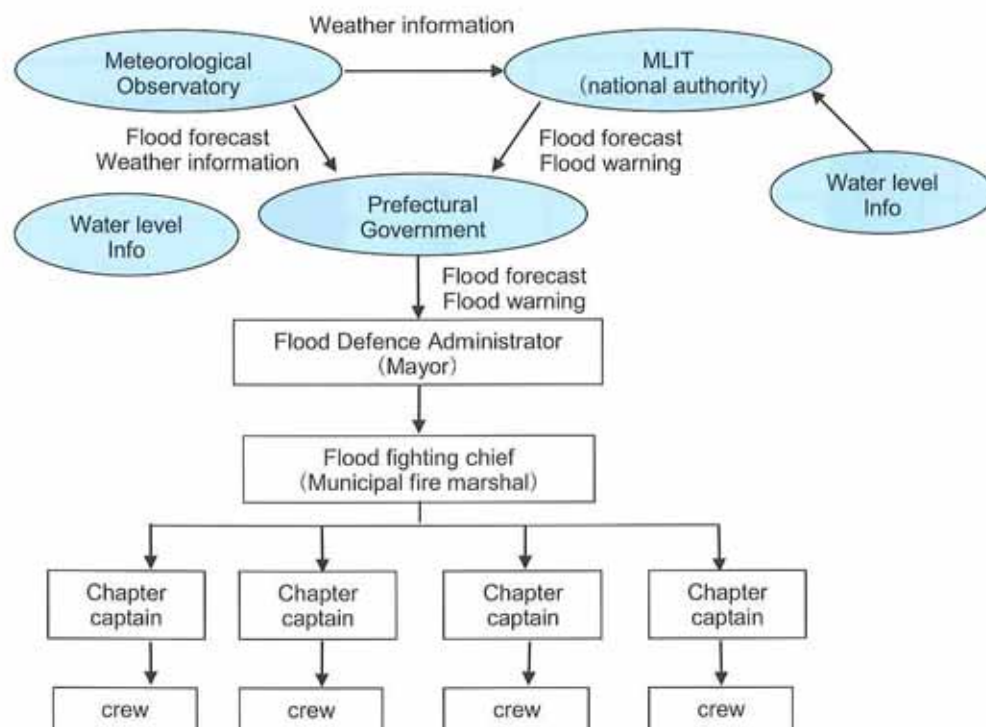 Weather information
Meteorological
Observatory
MLIT
(national authority)
Flood forecast
Weather information
Flood forecast
Flood warning
Water level
Info
Water level
Info
Prefectural
Government
Flood forecast
Flood warning
Flood Defence Administrator
(Mayor)
Flood fighting chief
(Municipal fire marshal)
Chapter
captain
Chapter
captain
Chapter
captain
Chapter
captain
crew
crew
crew
crew